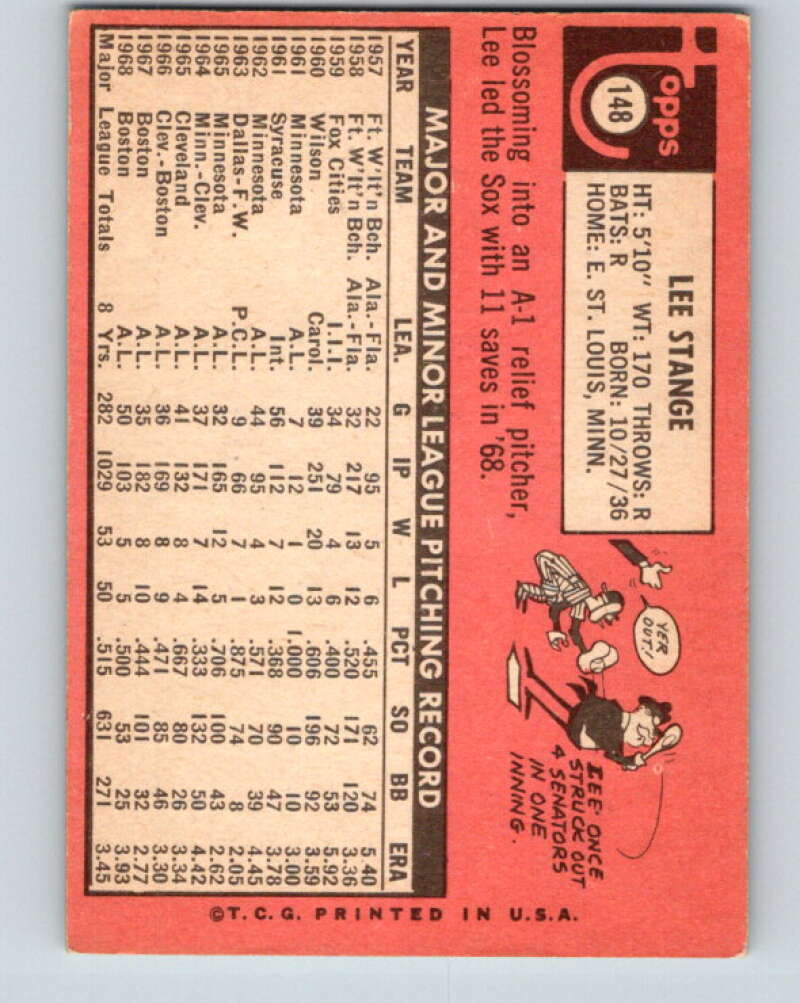 Topps
148
LEE STANGE
HT: 5'10" WT: 170 THROWS: R
BATS: R BORN: 10/27/36
HOME: E. ST. LOUIS, MINN.
Blossoming into an A-1 relief pitcher,
Lee led the Sox with 11 saves in '68.
YER
OUT!
LEE ONCE
STRUCK OUT
4 SENATORS
IN ONE
INNING.
MAJOR AND MINOR LEAGUE PITCHING RECORD
YEAR TEAM LEA. G IP W L PCT SO BB ERA
1957 Ft. W'lt'n Bch. Ala.-Fla. 22 95 5 6 .455 62 74 5.40
1958 Ft. W'lt'n Bch. Ala.-Fla. 32 217 13 12 .520 171 120 3.36
1959 Fox Cities I.I.I. 34 79 4 6 .400 72 53 5.92
1960 Wilson Carol. 39 251 20 13 .606 196 92 3.59
1961 Minnesota A.L. 7 12 1 0 1.000 10 10 3.00
1961 Syracuse Int. 56 112 7 12 .368 90 47 3.78
1962 Minnesota A.L. 44 95 4 3 .571 70 39 4.45
1963 Dallas-F.W. P.C.L. 9 66 7 1 .875 74 8 2.05
1965 Minnesota A.L. 32 165 12 5 .706 100 43 2.62
1964 Minn.-Clev. A.L. 37 171 7 14 .333 132 50 4.42
1965 Cleveland A.L. 41 132 8 4 .667 80 26 3.34
1966 Clev.-Boston A.L. 36 169 8 9 .471 85 46 3.30
1967 Boston A.L. 35 182 8 10 .444 101 32 2.77
1968 Boston A.L. 50 103 5 5 .500 53 25 3.93
Major League Totals 8 Yrs. 282 1029 53 50 .515 631 271 3.45
©T.C.G. PRINTED IN U.S.A.